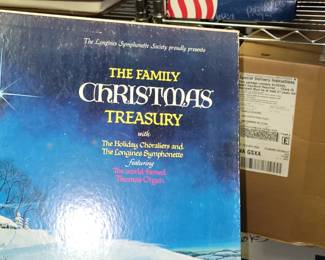 The Longines Symphonette Society proudly presents
THE FAMILY
CHRISTMAS
TREASURY
with
The Holiday Choraliers and
The Longines Symphonette
featuring
The world-famed
Thomas Organ
Special Delivery Instructions